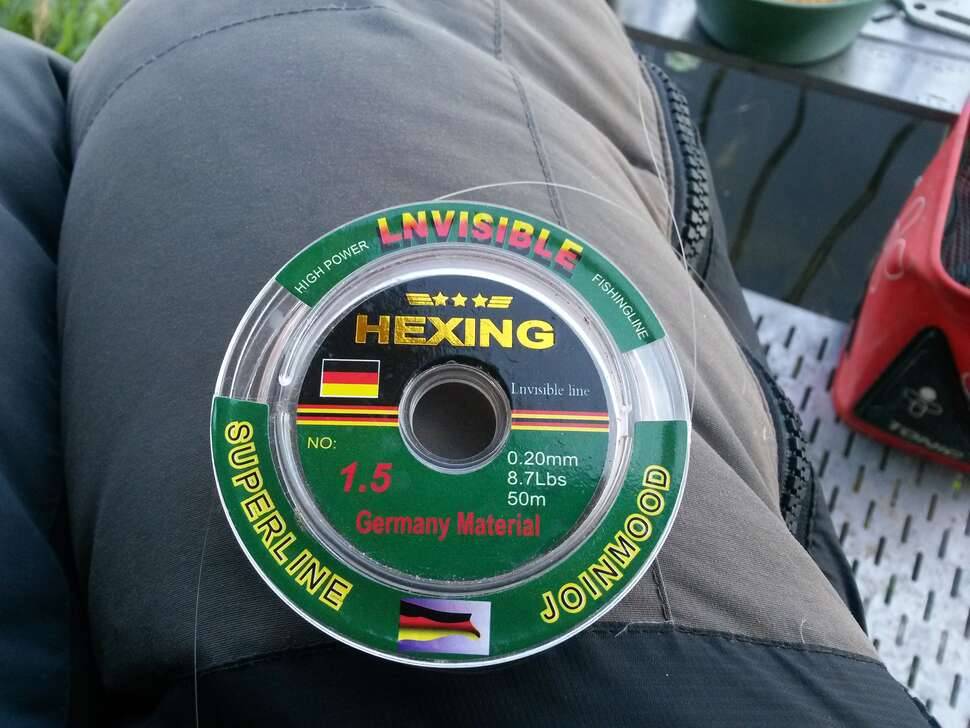 LNVISIBLE
HIGH POWER
FISHINGLINE
HEXING
Lnvisible line
NO:
1.5
0.20mm
8.7Lbs
50m
Germany Material
SUPERLINE
JOINMOOD